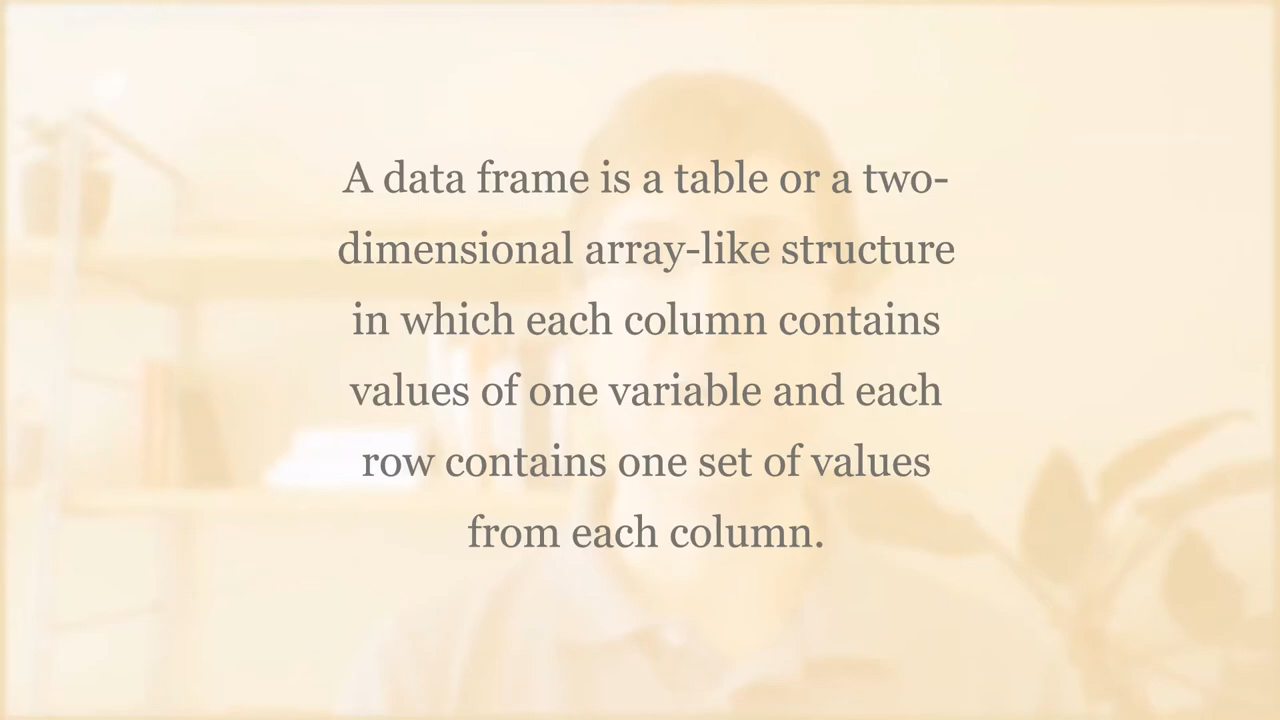 A data frame is a table or a two-
dimensional array-like structure
in which each column contains
values of one variable and each
row contains one set of values
from each column.